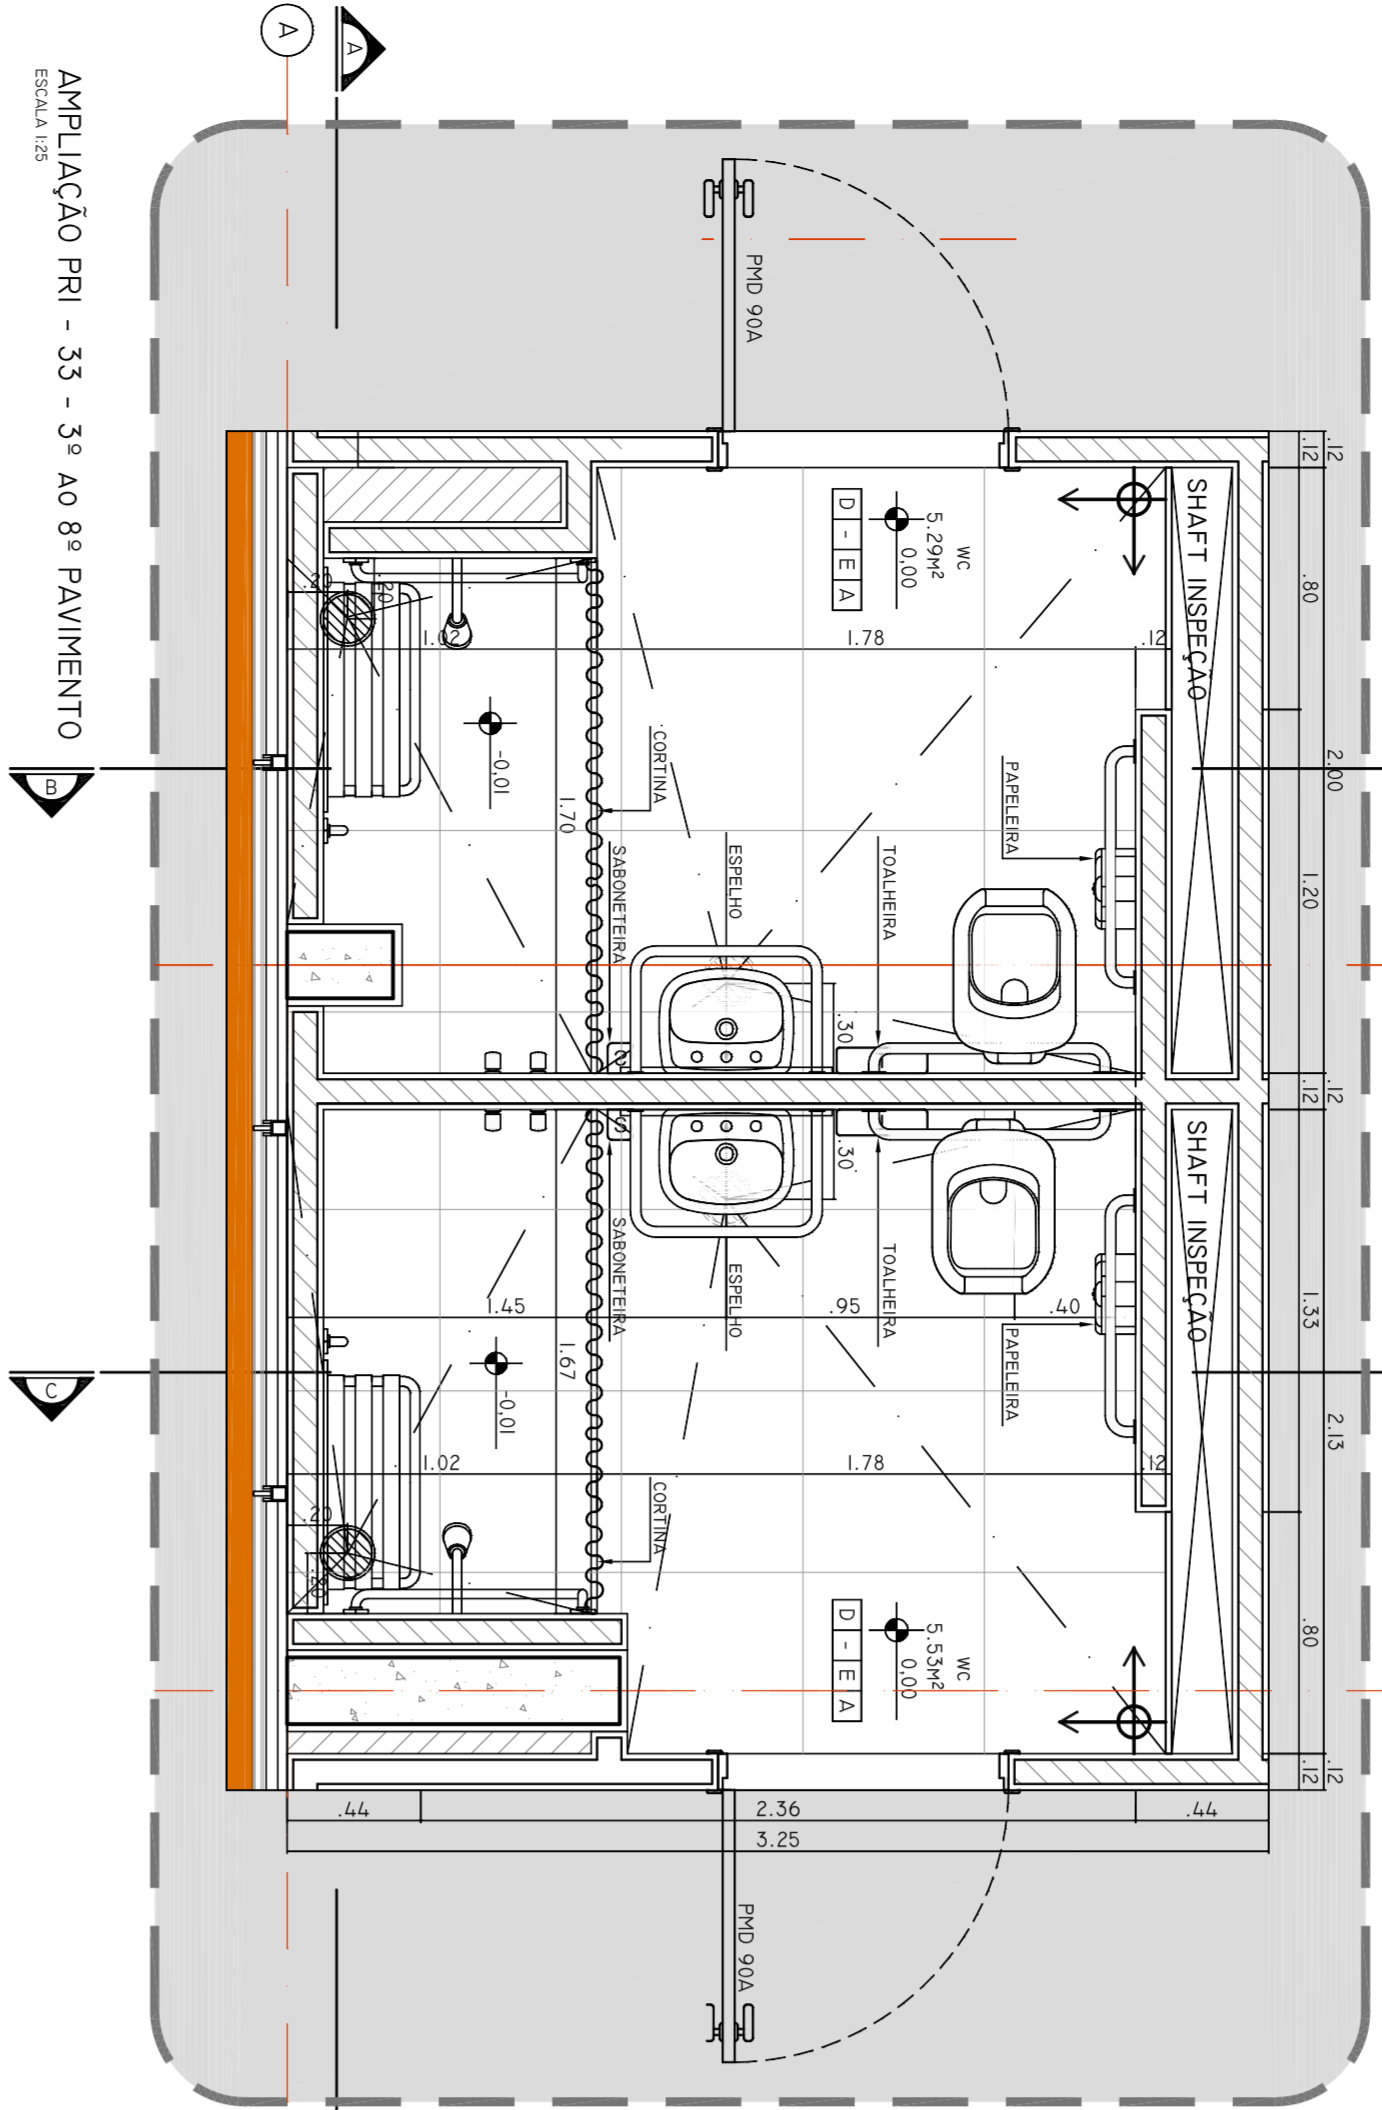 AMPLIAÇÃO PRI - 33 - 3º AO 8º PAVIMENTO
ESCALA 1:25
A
A
B
C
PMD 90A
SHAFT INSPEÇÃO
WC
5.29M²
0,00
D - E A
1.02
1.78
.12
.20
.20
-0,01
1.70
CORTINA
SABONETEIRA
ESPELHO
TOALHEIRA
PAPELEIRA
.30
.12
.12
.80
2.00
1.20
.12
.12
1.33
2.13
.80
.12
.12
SHAFT INSPEÇÃO
.30
SABONETEIRA
ESPELHO
TOALHEIRA
PAPELEIRA
1.45
.95
.40
1.67
-0,01
1.02
1.78
.12
CORTINA
.20
.20
WC
5.53M²
0,00
D - E A
.44
2.36
.44
3.25
PMD 90A